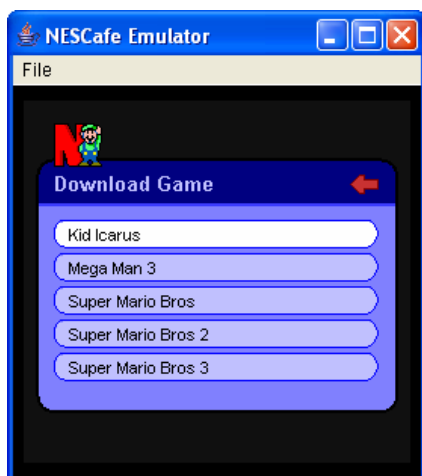 NESCafe Emulator
File
N
Download Game
Kid Icarus
Mega Man 3
Super Mario Bros
Super Mario Bros 2
Super Mario Bros 3